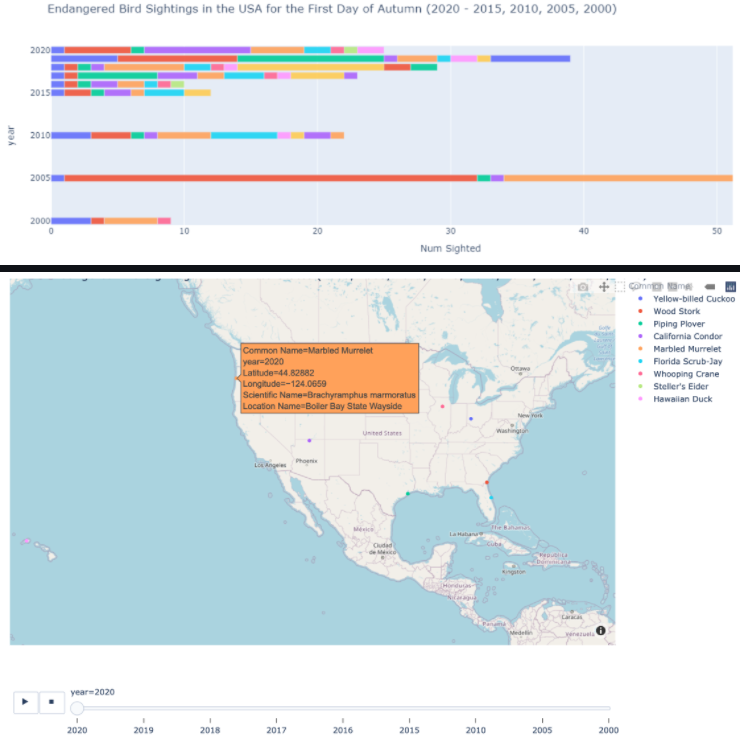 Endangered Bird Sightings in the USA for the First Day of Autumn (2020 - 2015, 2010, 2005, 2000)
year
2020
2015
2010
2005
2000
0 10 20 30 40 50
Num Sighted
Common Name
Yellow-billed Cuckoo
Wood Stork
Piping Plover
California Condor
Marbled Murrelet
Florida Scrub-Jay
Whooping Crane
Steller's Eider
Hawaiian Duck
Common Name=Marbled Murrelet
year=2020
Latitude=44.82882
Longitude=−124.0659
Scientific Name=Brachyramphus marmoratus
Location Name=Boiler Bay State Wayside
Ottawa
New York
Washington
United States
Phoenix
Los Angeles
La Habana
The Bahamas
Cuba
México
Ciudad
de México
Kingston
Republica
Dominicana
Honduras
Nicaragua
Caracas
Panamá
Medellín
Venezuela
year=2020
2020 2019 2018 2017 2016 2015 2010 2005 2000